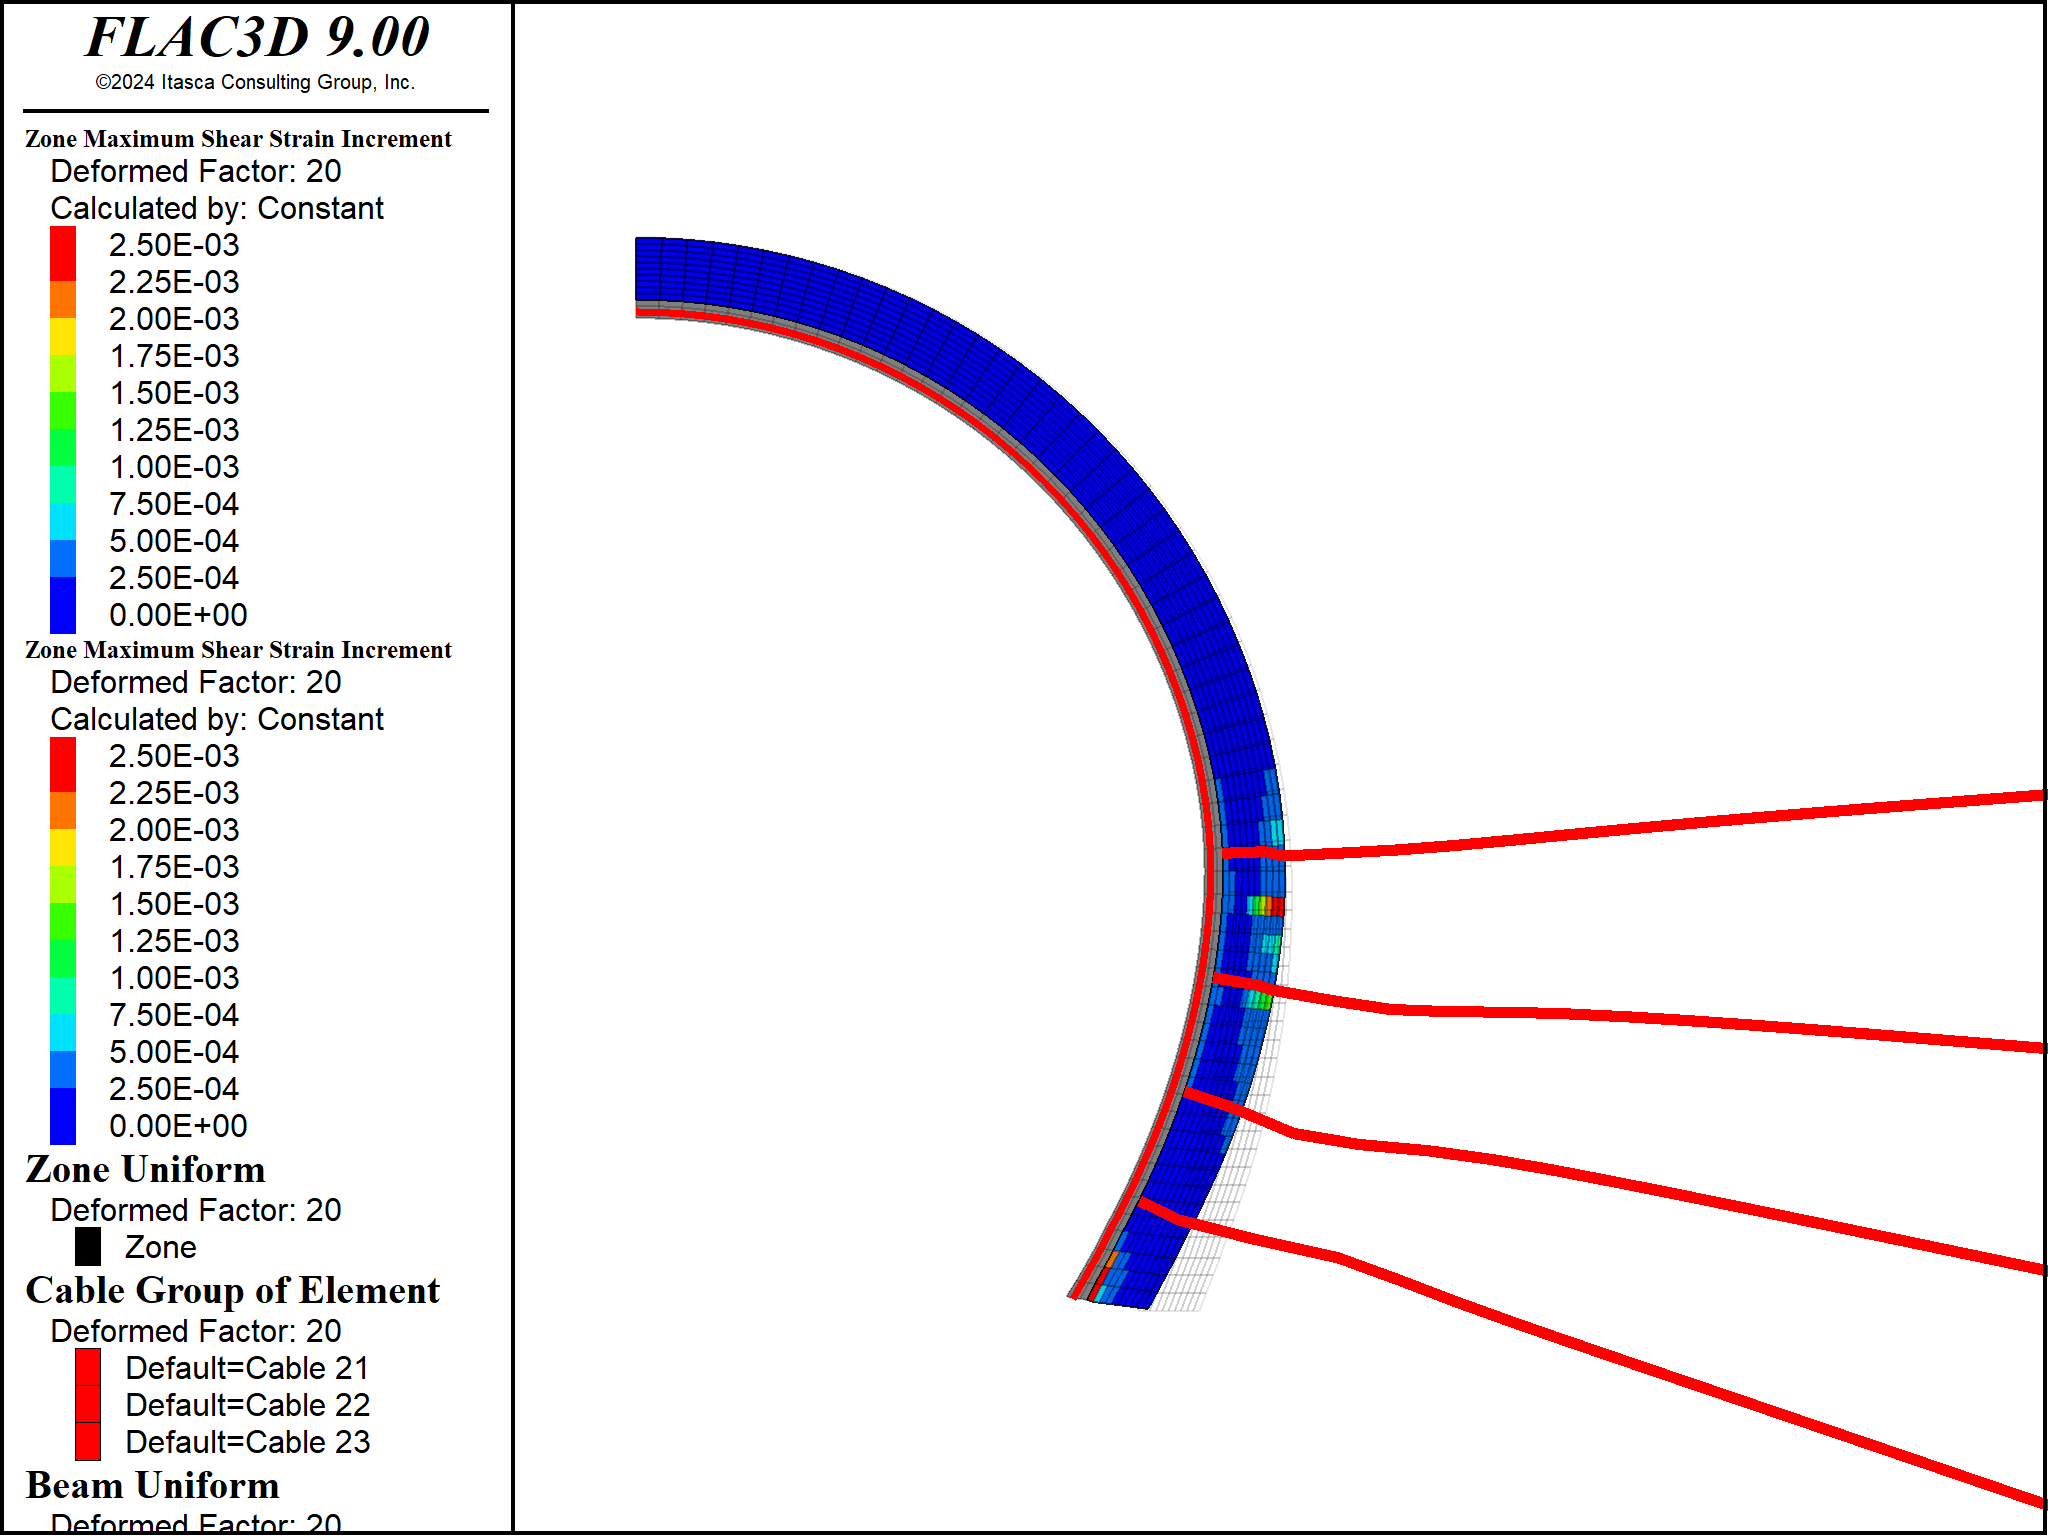 FLAC3D 9.00
©2024 Itasca Consulting Group, Inc.
Zone Maximum Shear Strain Increment
Deformed Factor: 20
Calculated by: Constant
2.50E-03
2.25E-03
2.00E-03
1.75E-03
1.50E-03
1.25E-03
1.00E-03
7.50E-04
5.00E-04
2.50E-04
0.00E+00
Zone Maximum Shear Strain Increment
Deformed Factor: 20
Calculated by: Constant
2.50E-03
2.25E-03
2.00E-03
1.75E-03
1.50E-03
1.25E-03
1.00E-03
7.50E-04
5.00E-04
2.50E-04
0.00E+00
Zone Uniform
Deformed Factor: 20
Zone
Cable Group of Element
Deformed Factor: 20
Default=Cable 21
Default=Cable 22
Default=Cable 23
Beam Uniform
Deformed Factor: 20